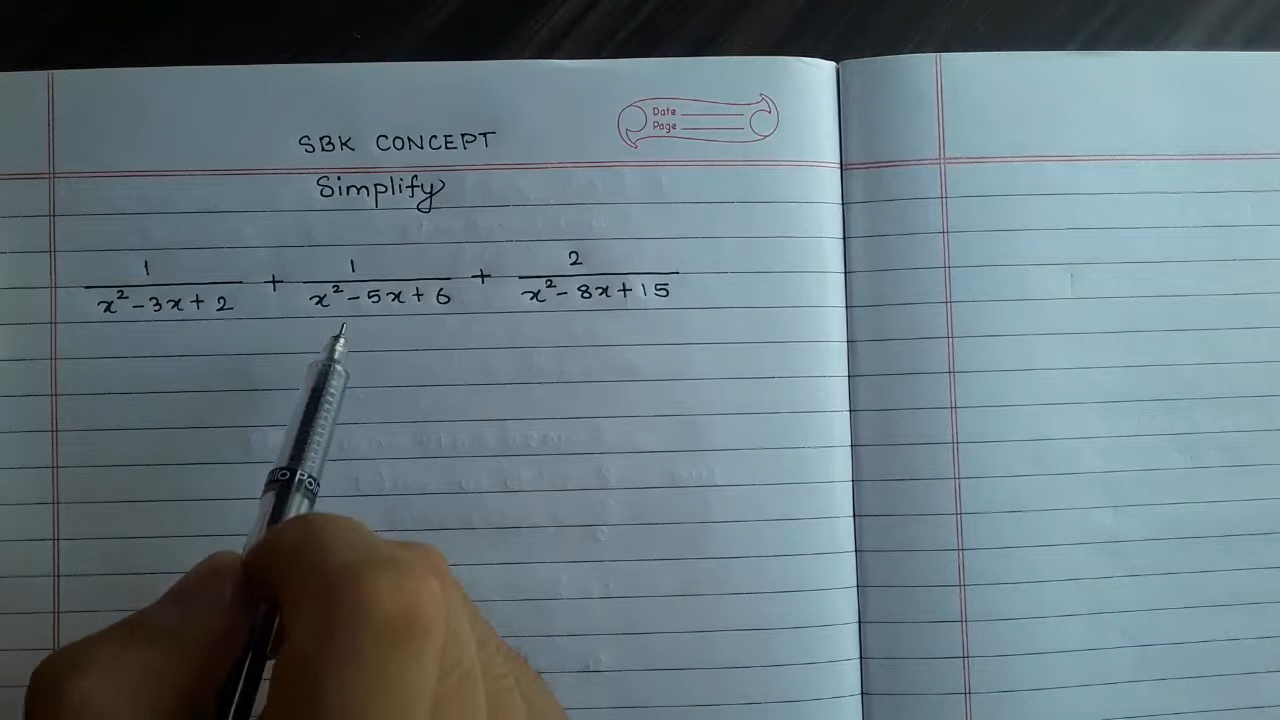 Date
Page
SBK CONCEPT
Simplify
1/(x²-3x+2) + 1/(x²-5x+6) + 2/(x²-8x+15)